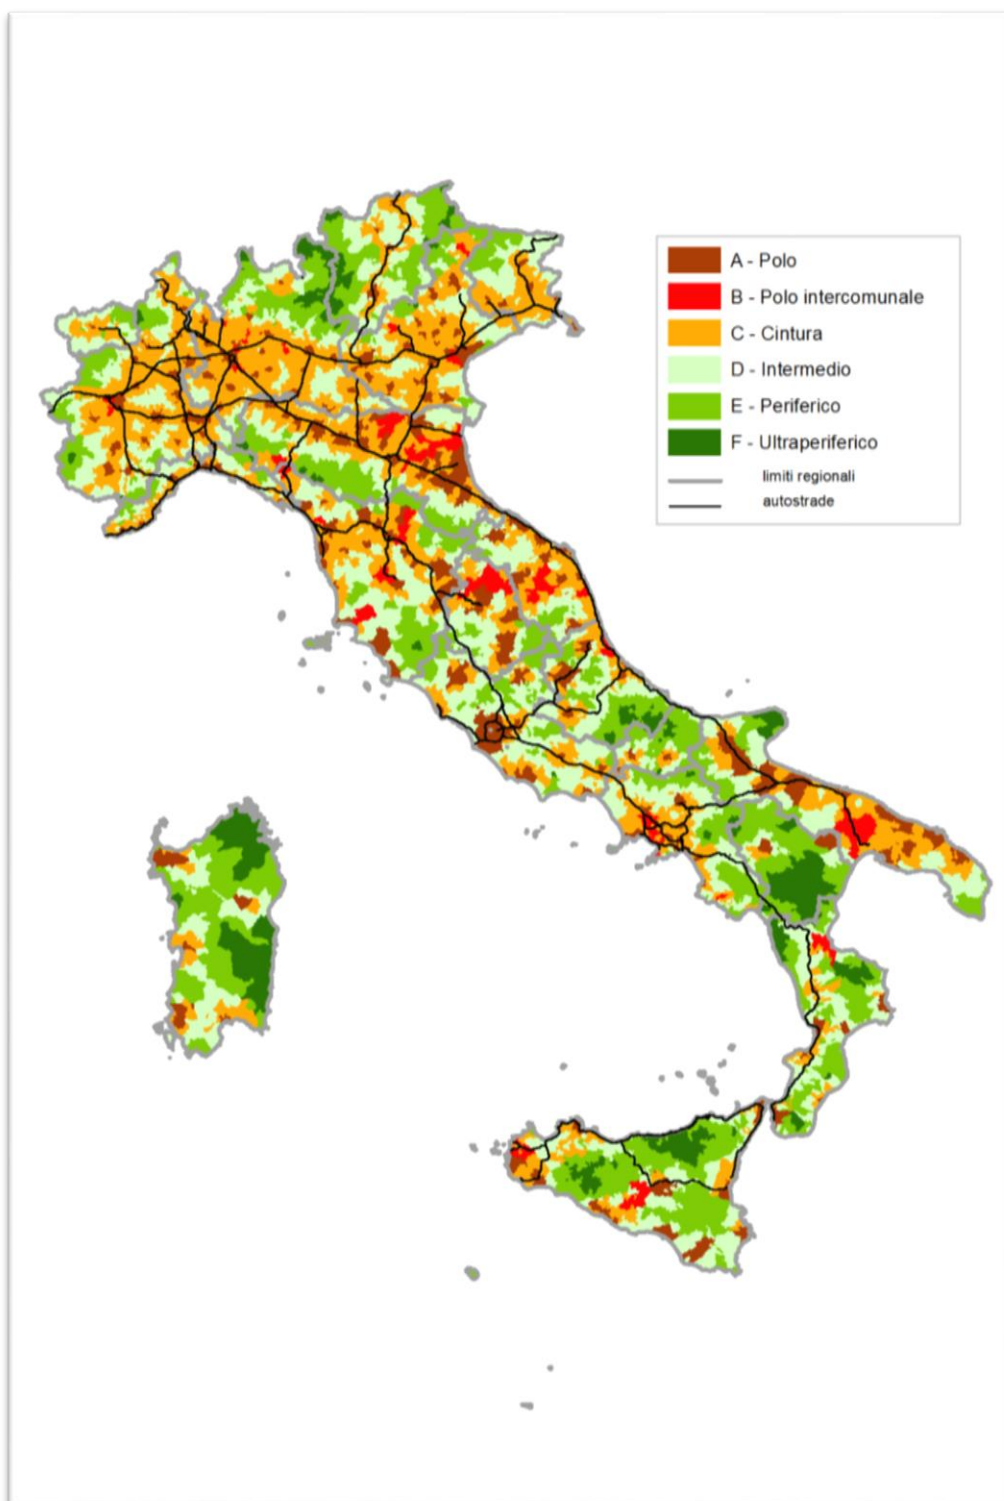 A - Polo
B - Polo intercomunale
C - Cintura
D - Intermedio
E - Periferico
F - Ultraperiferico
limiti regionali
autostrade